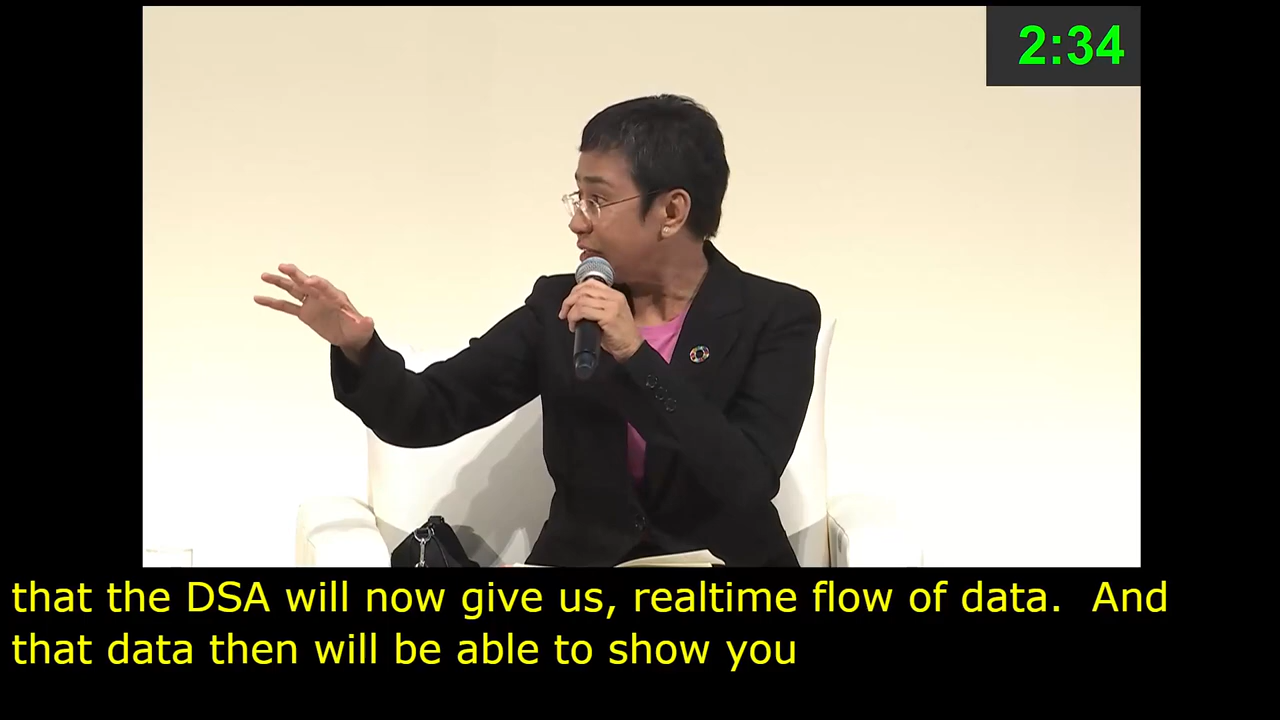 2:34
that the DSA will now give us, realtime flow of data.  And
that data then will be able to show you